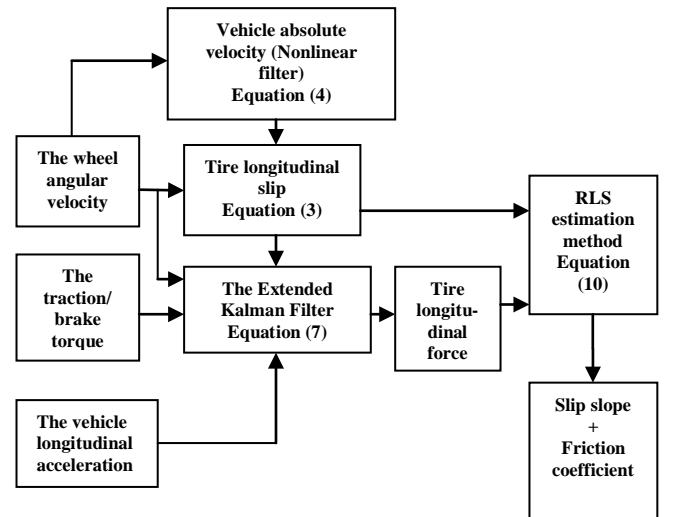 Vehicle absolute
velocity (Nonlinear
filter)
Equation (4)
The wheel
angular
velocity
Tire longitudinal
slip
Equation (3)
RLS
estimation
method
Equation
(10)
The
traction/
brake
torque
The Extended
Kalman Filter
Equation (7)
Tire
longitu-
dinal
force
The vehicle
longitudinal
acceleration
Slip slope
+
Friction
coefficient